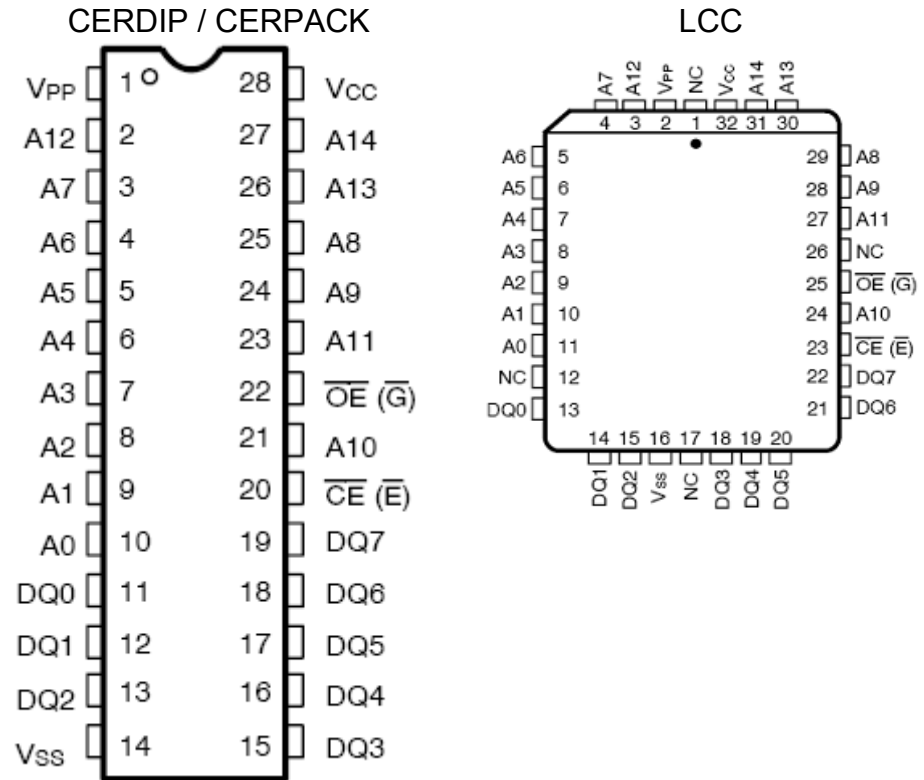 CERDIP / CERPACK
VPP 1 28 VCC
A12 2 27 A14
A7 3 26 A13
A6 4 25 A8
A5 5 24 A9
A4 6 23 A11
A3 7 22 O̅E̅ (G̅)
A2 8 21 A10
A1 9 20 C̅E̅ (E̅)
A0 10 19 DQ7
DQ0 11 18 DQ6
DQ1 12 17 DQ5
DQ2 13 16 DQ4
VSS 14 15 DQ3
LCC
A7 A12 VPP NC VCC A14 A13
4 3 2 1 32 31 30
A6 5 29 A8
A5 6 28 A9
A4 7 27 A11
A3 8 26 NC
A2 9 25 O̅E̅ (G̅)
A1 10 24 A10
A0 11 23 C̅E̅ (E̅)
NC 12 22 DQ7
DQ0 13 21 DQ6
14 15 16 17 18 19 20
DQ1 DQ2 VSS NC DQ3 DQ4 DQ5